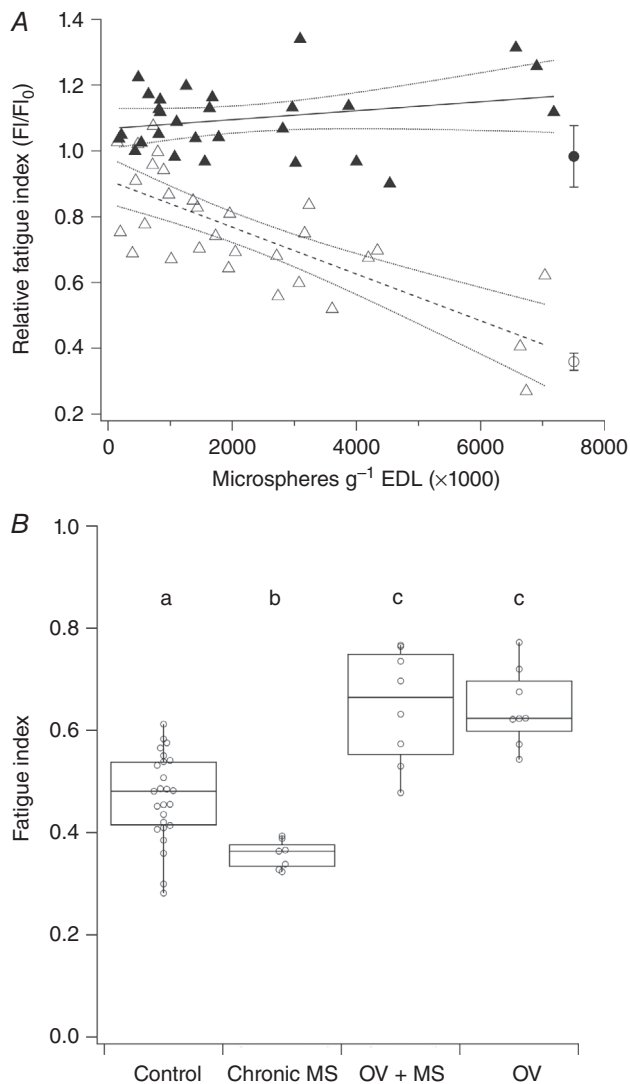 A
Relative fatigue index (FI/FI₀)
1.4
1.2
1.0
0.8
0.6
0.4
0.2
0
2000
4000
6000
8000
Microspheres g⁻¹ EDL (×1000)
B
Fatigue index
1.0
0.8
0.6
0.4
0.2
0.0
a
b
c
c
Control
Chronic MS
OV + MS
OV